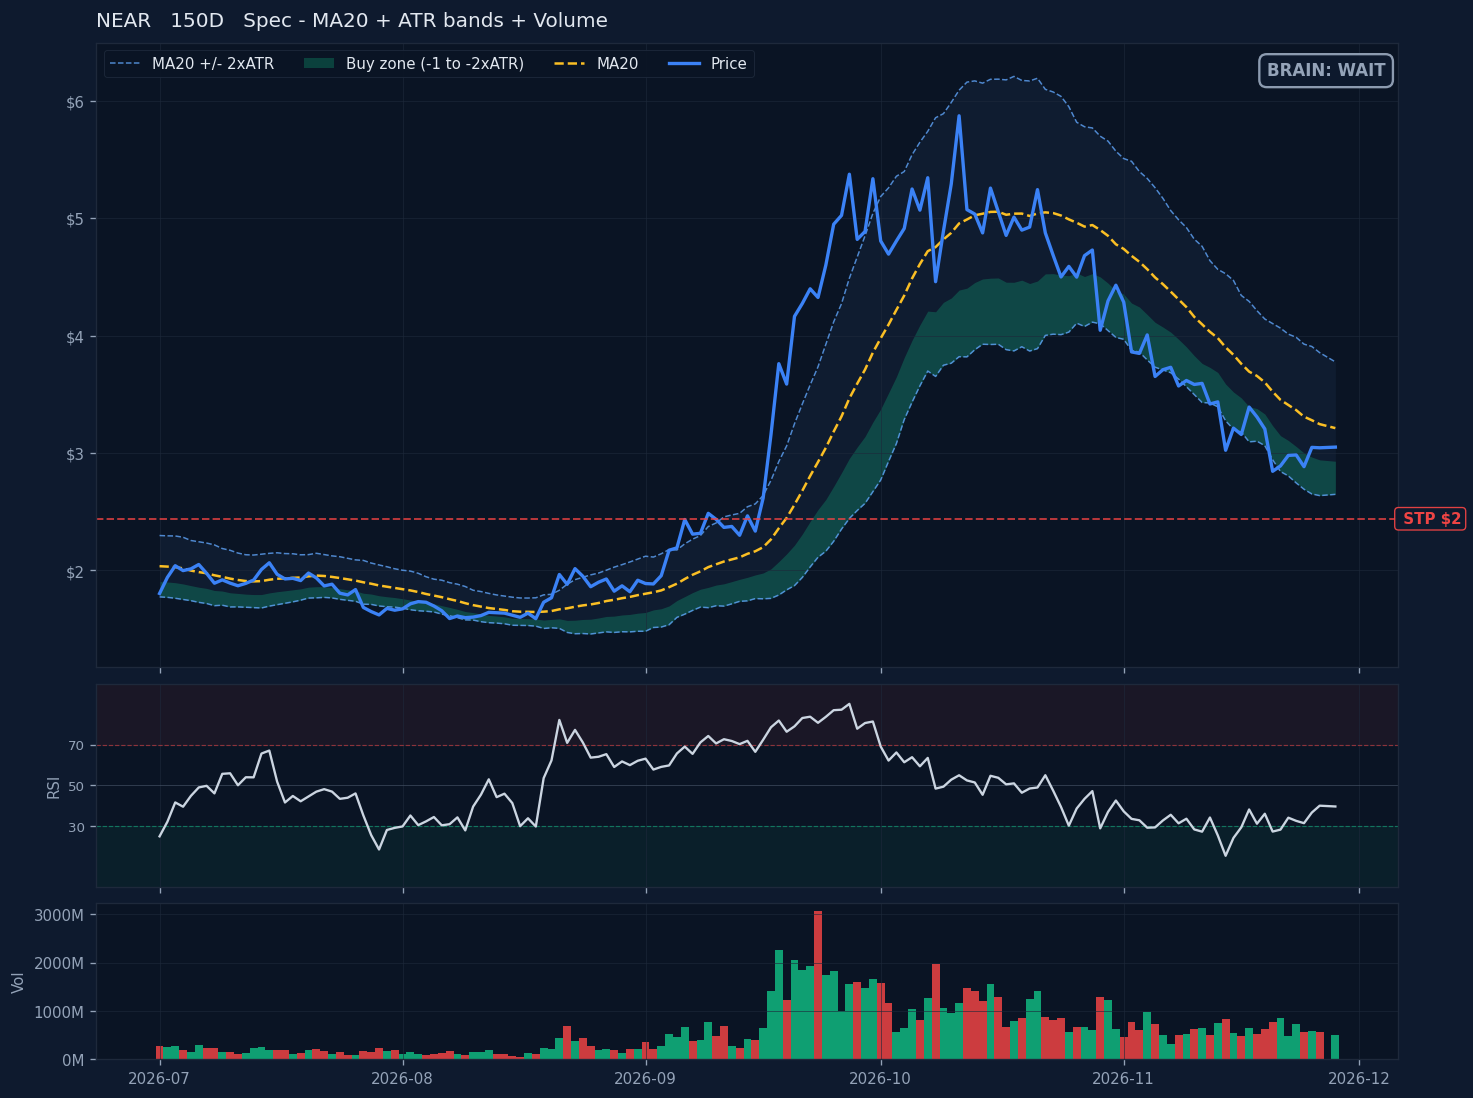 NEAR   150D   Spec - MA20 + ATR bands + Volume
MA20 +/- 2xATR   Buy zone (-1 to -2xATR)   MA20   Price
BRAIN: WAIT
$6
$5
$4
$3
STP $2
$2
70
50
30
RSI
3000M
2000M
1000M
0M
Vol
2026-07   2026-08   2026-09   2026-10   2026-11   2026-12